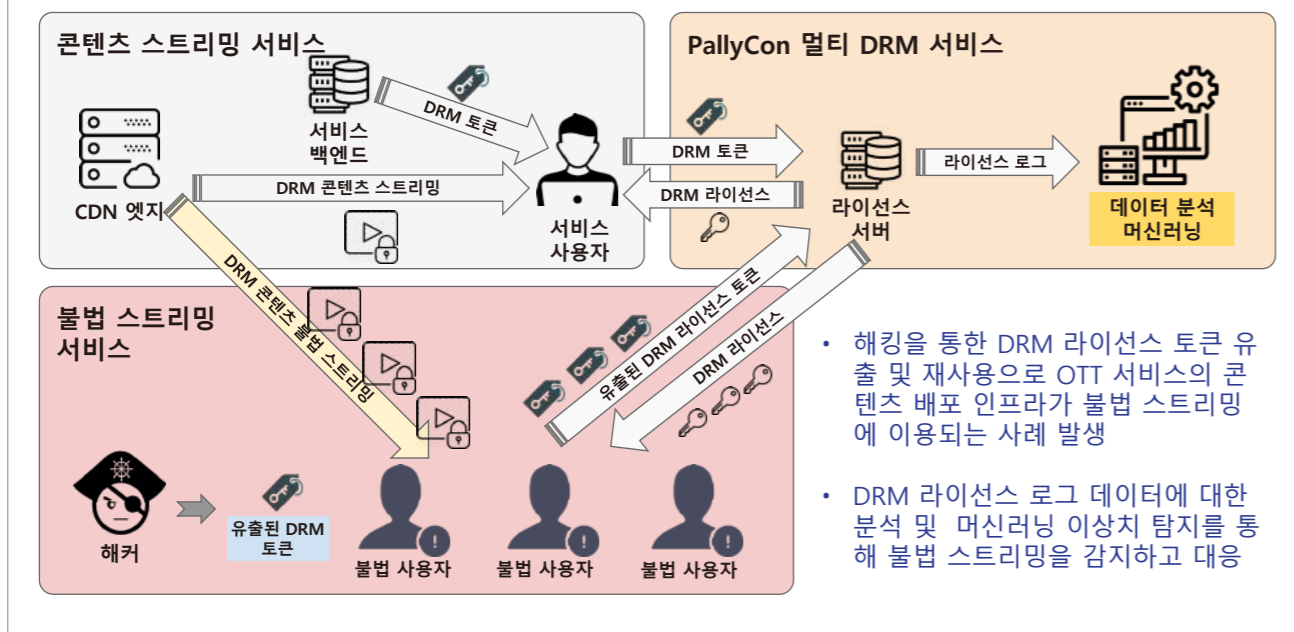 콘텐츠 스트리밍 서비스
서비스
백엔드
DRM 토큰
CDN 엣지
DRM 콘텐츠 스트리밍
서비스
사용자
PallyCon 멀티 DRM 서비스
DRM 토큰
DRM 라이선스
라이선스
서버
라이선스 로그
데이터 분석
머신러닝
불법 스트리밍
서비스
DRM 콘텐츠 불법 스트리밍
유출된 DRM 라이선스 토큰
DRM 라이선스
해커
유출된 DRM
토큰
불법 사용자
불법 사용자
불법 사용자
• 해킹을 통한 DRM 라이선스 토큰 유
출 및 재사용으로 OTT 서비스의 콘
텐츠 배포 인프라가 불법 스트리밍
에 이용되는 사례 발생
• DRM 라이선스 로그 데이터에 대한
분석 및 머신러닝 이상치 탐지를 통
해 불법 스트리밍을 감지하고 대응